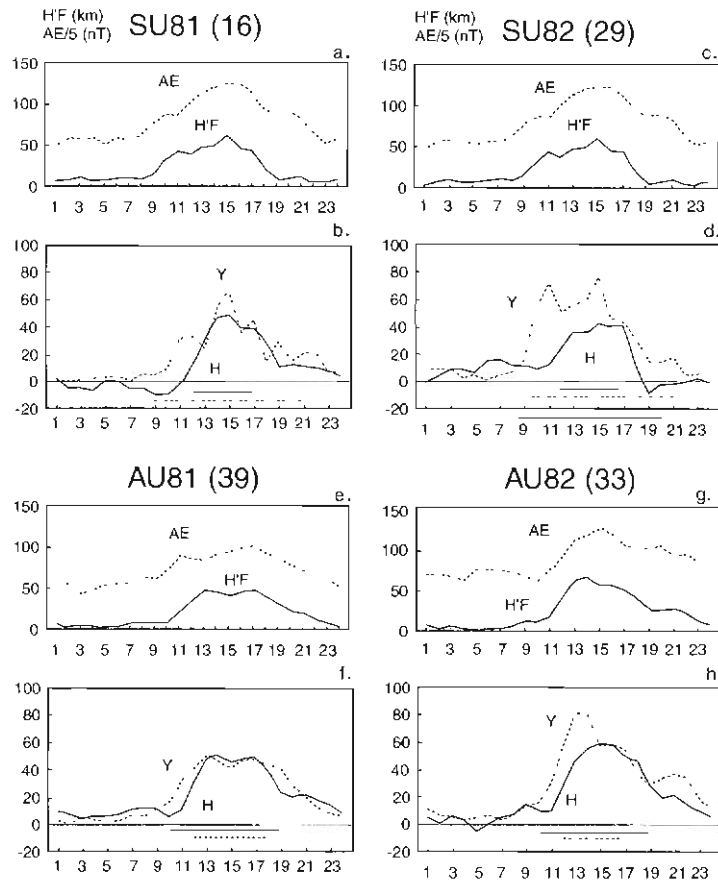 H'F (km) SU81 (16)
AE/5 (nT)
H'F (km) SU82 (29)
AE/5 (nT)
a.
150
100
50
0
AE
H'F
1 3 5 7 9 11 13 15 17 19 21 23
c.
150
100
50
0
AE
H'F
1 3 5 7 9 11 13 15 17 19 21 23
b.
100
80
60
40
20
0
-20
Y
H
1 3 5 7 9 11 13 15 17 19 21 23
d.
100
80
60
40
20
0
-20
Y
H
1 3 5 7 9 11 13 15 17 19 21 23
AU81 (39)
AU82 (33)
e.
150
100
50
0
AE
H'F
1 3 5 7 9 11 13 15 17 19 21 23
g.
150
100
50
0
AE
H'F
1 3 5 7 9 11 13 15 17 19 21 23
f.
100
80
60
40
20
0
-20
Y
H
1 3 5 7 9 11 13 15 17 19 21 23
h.
100
80
60
40
20
0
-20
Y
H
1 3 5 7 9 11 13 15 17 19 21 23